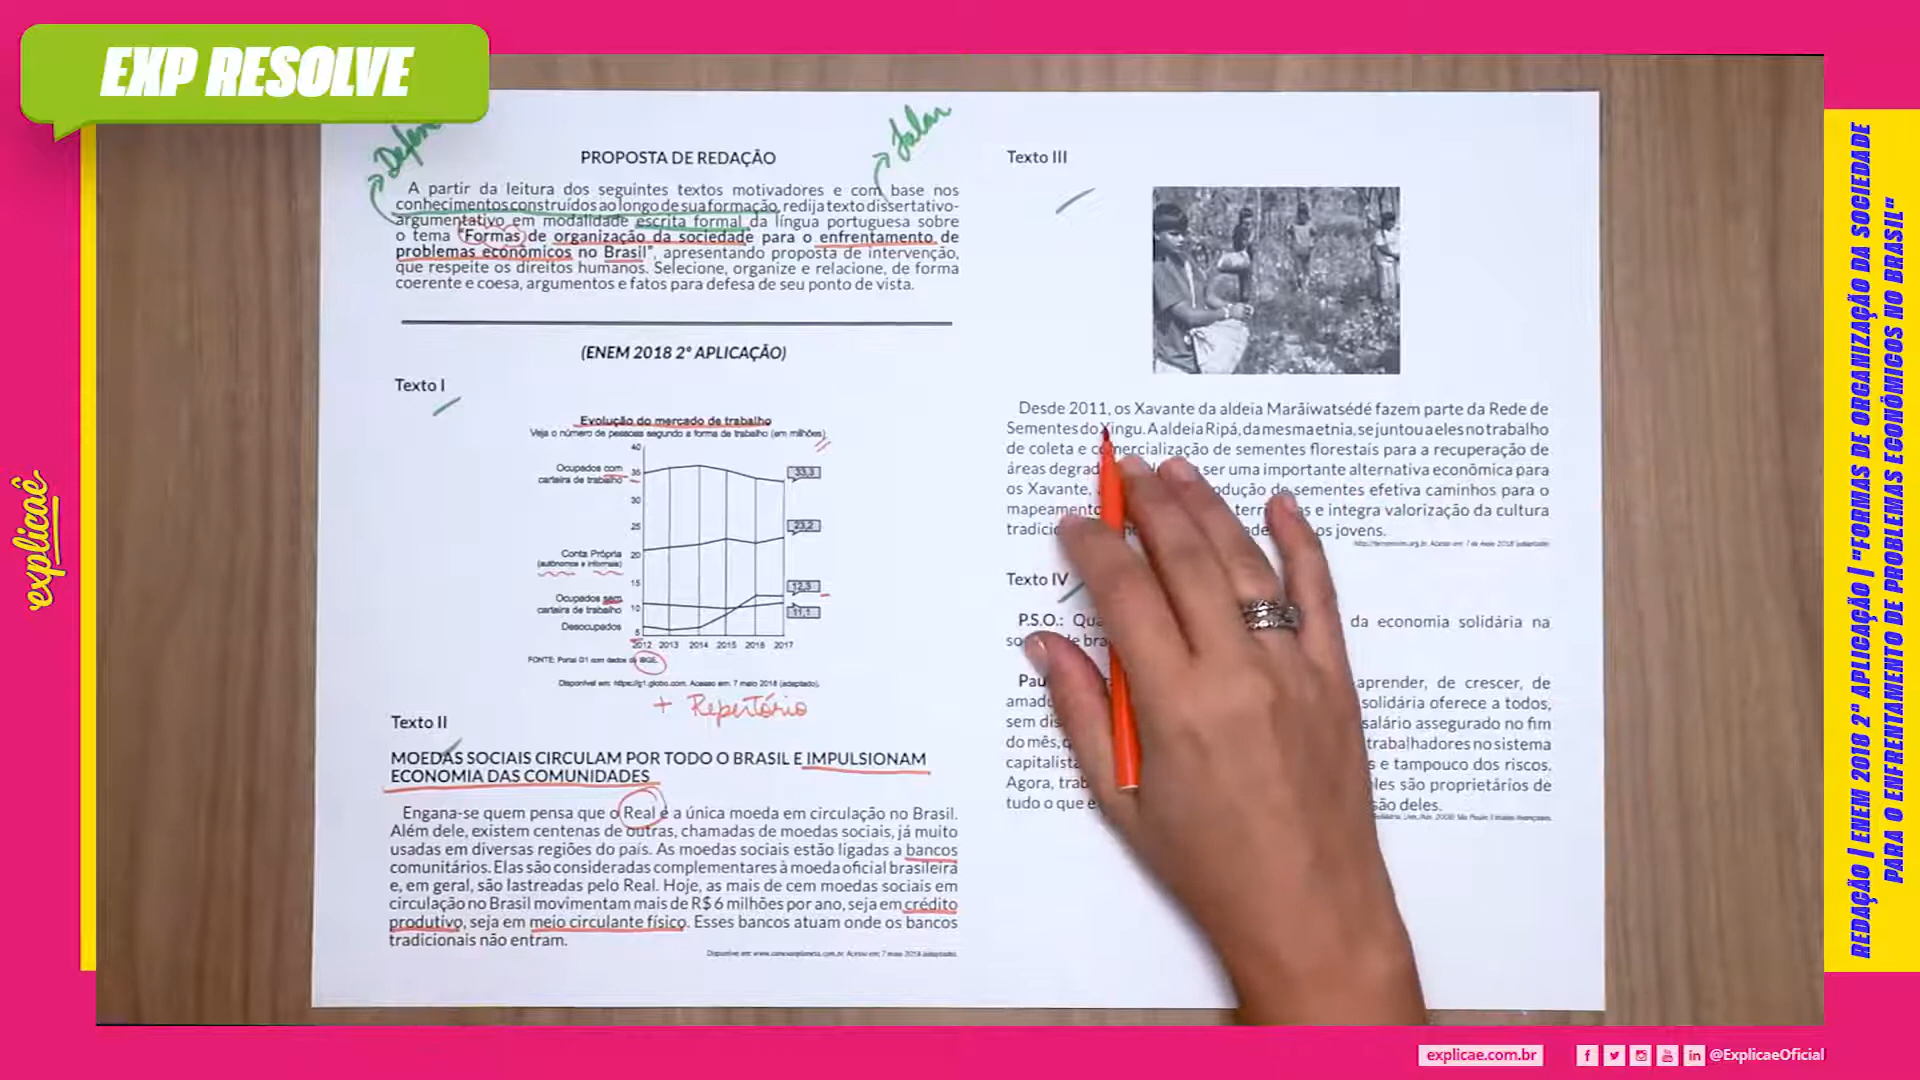 EXP RESOLVE
Defen
Falar
PROPOSTA DE REDAÇÃO
A partir da leitura dos seguintes textos motivadores e com base nos
conhecimentos construídos ao longo de sua formação, redija texto dissertativo-
argumentativo em modalidade escrita formal da língua portuguesa sobre
o tema "Formas de organização da sociedade para o enfrentamento de
problemas econômicos no Brasil", apresentando proposta de intervenção,
que respeite os direitos humanos. Selecione, organize e relacione, de forma
coerente e coesa, argumentos e fatos para defesa de seu ponto de vista.
(ENEM 2018 2ª APLICAÇÃO)
Texto I
Evolução do mercado de trabalho
Veja o número de pessoas segundo a forma de trabalho (em milhões)
40
Ocupados com
carteira de trabalho
35
33,3
30
25
23,2
20
Conta Própria
(autônomos e informais)
15
12,3
Ocupados sem
carteira de trabalho
10
11,1
Desocupados
5
2012 2013 2014 2015 2016 2017
FONTE: Portal G1 com dados do IBGE.
Disponível em: https://g1.globo.com. Acesso em: 7 maio 2018 (adaptado).
+ Repertório
Texto II
MOEDAS SOCIAIS CIRCULAM POR TODO O BRASIL E IMPULSIONAM
ECONOMIA DAS COMUNIDADES
Engana-se quem pensa que o Real é a única moeda em circulação no Brasil.
Além dele, existem centenas de outras, chamadas de moedas sociais, já muito
usadas em diversas regiões do país. As moedas sociais estão ligadas a bancos
comunitários. Elas são consideradas complementares à moeda oficial brasileira
e, em geral, são lastreadas pelo Real. Hoje, as mais de cem moedas sociais em
circulação no Brasil movimentam mais de R$ 6 milhões por ano, seja em crédito
produtivo, seja em meio circulante físico. Esses bancos atuam onde os bancos
tradicionais não entram.
Disponível em: www.consumplaneta.com.br. Acesso em: 7 maio 2018 (adaptado).
Texto III
Desde 2011, os Xavante da aldeia Marãiwatsédé fazem parte da Rede de
Sementes do Xingu. A aldeia Ripá, da mesma etnia, se juntou a eles no trabalho
de coleta e comercialização de sementes florestais para a recuperação de
áreas degrad ser uma importante alternativa econômica para
os Xavante, odução de sementes efetiva caminhos para o
mapeamento terri s e integra valorização da cultura
tradici os jovens.
Texto IV
P.S.O.: Qua da economia solidária na
so de bra
Pau aprender, de crescer, de
amad solidária oferece a todos,
sem dis salário assegurado no fim
do mês, trabalhadores no sistema
capitalista s e tampouco dos riscos.
Agora, trab les são proprietários de
tudo o que e são deles.
explicaê
REDAÇÃO | ENEM 2018 2ª APLICAÇÃO | "FORMAS DE ORGANIZAÇÃO DA SOCIEDADE
PARA O ENFRENTAMENTO DE PROBLEMAS ECONÔMICOS NO BRASIL"
explicae.com.br
@ExplicaeOficial